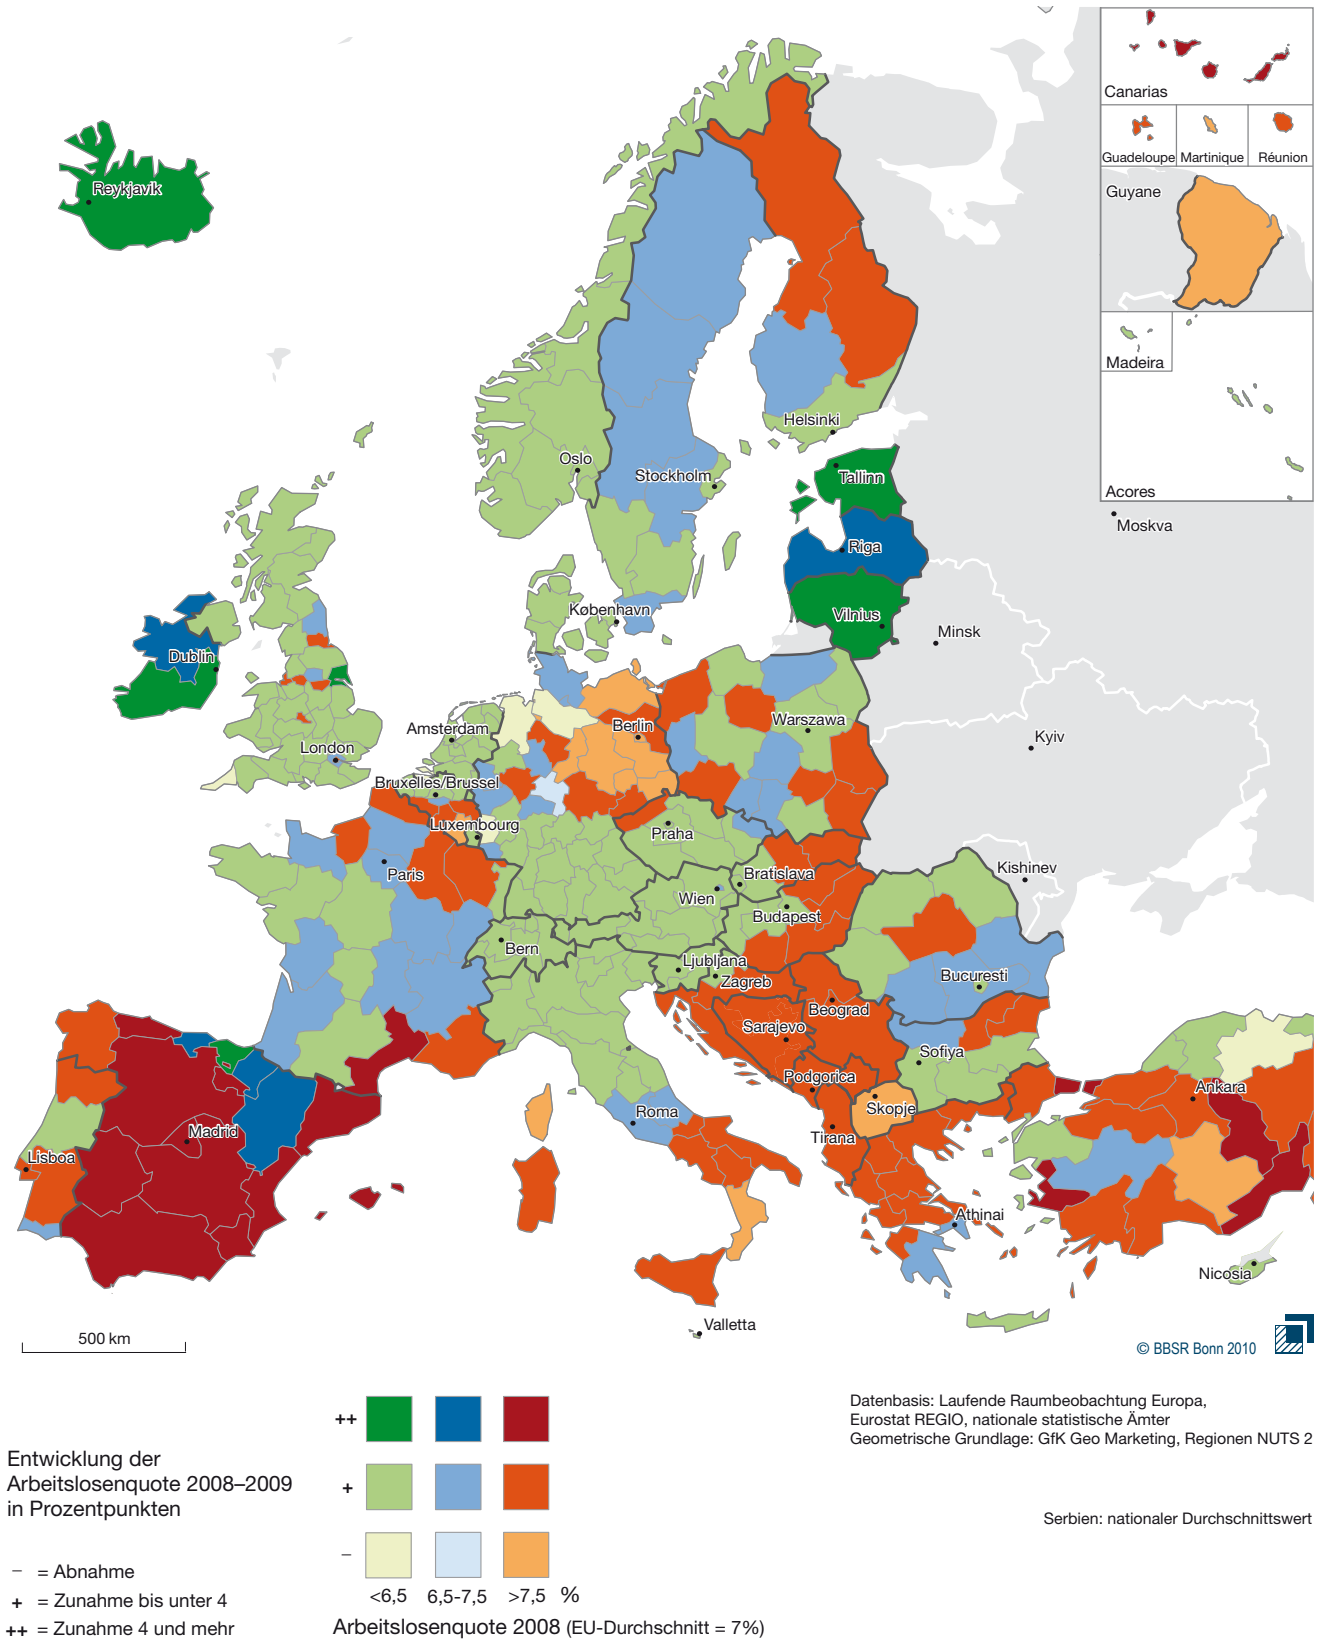 Canarias
Guadeloupe Martinique Réunion
Guyane
Reykjavik
Madeira
Helsinki
Oslo
Stockholm
Tallinn
Acores
Moskva
Riga
København
Vilnius
Minsk
Dublin
Warszawa
Berlin
Amsterdam
Kyiv
London
Bruxelles/Brussel
Luxembourg
Praha
Paris
Kishinev
Bratislava
Wien
Budapest
Bern
Ljubljana
Zagreb
Bucuresti
Beograd
Sarajevo
Sofiya
Podgorica
Ankara
Skopje
Roma
Madrid
Tirana
Lisboa
Athinai
Nicosia
Valletta
500 km
© BBSR Bonn 2010
Datenbasis: Laufende Raumbeobachtung Europa,
Eurostat REGIO, nationale statistische Ämter
Geometrische Grundlage: GfK Geo Marketing, Regionen NUTS 2
Serbien: nationaler Durchschnittswert
Entwicklung der
Arbeitslosenquote 2008–2009
in Prozentpunkten
– = Abnahme
+ = Zunahme bis unter 4
++ = Zunahme 4 und mehr
++
+
–
<6,5 6,5-7,5 >7,5 %
Arbeitslosenquote 2008 (EU-Durchschnitt = 7%)